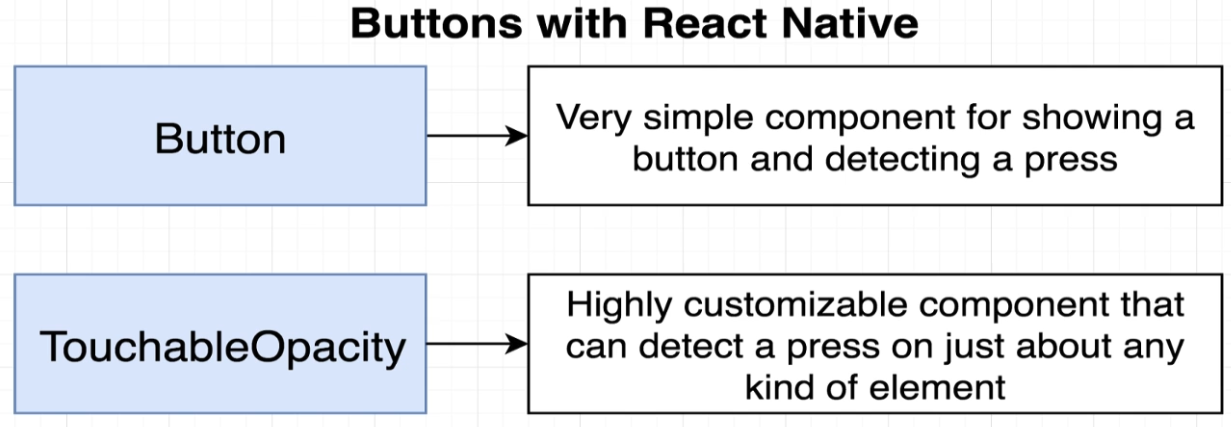 Buttons with React Native
Button
Very simple component for showing a
button and detecting a press
TouchableOpacity
Highly customizable component that
can detect a press on just about any
kind of element